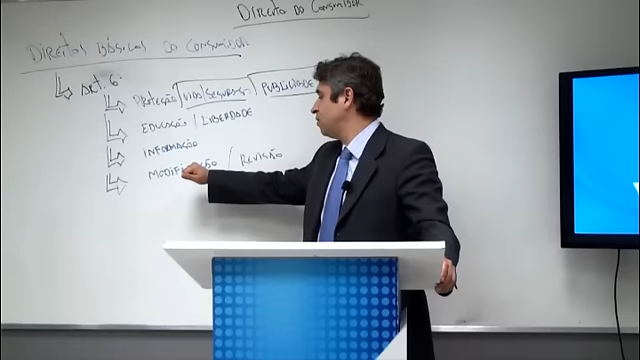 Direito do Consumidor
Direitos básicos do consumidor
art. 6º
Proteção | Vida/Segurança | Publicidade
Educação / Liberdade
Informação
/ Revisão